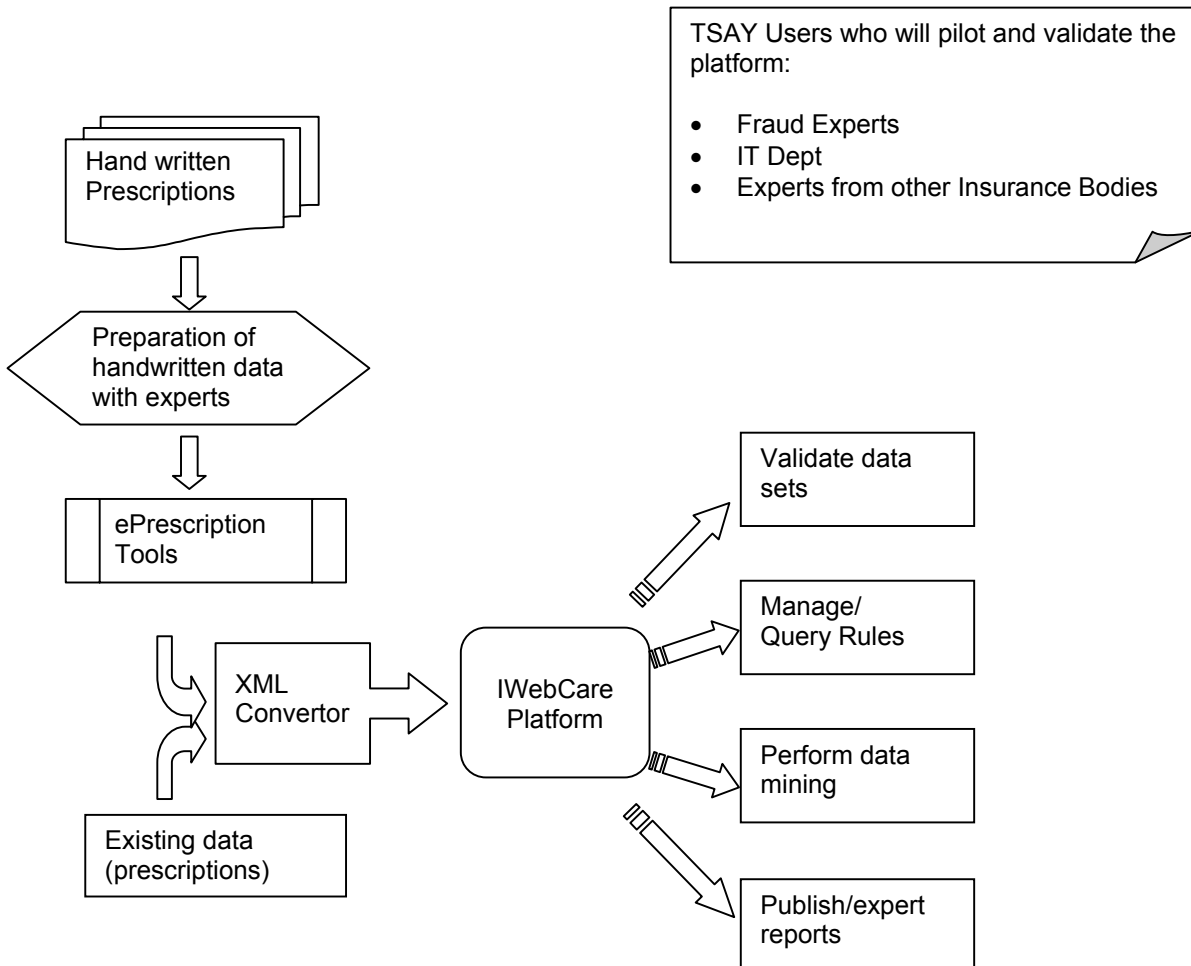 TSAY Users who will pilot and validate the
platform:
• Fraud Experts
• IT Dept
• Experts from other Insurance Bodies
Hand written
Prescriptions
Preparation of
handwritten data
with experts
ePrescription
Tools
XML
Convertor
Existing data
(prescriptions)
IWebCare
Platform
Validate data
sets
Manage/
Query Rules
Perform data
mining
Publish/expert
reports